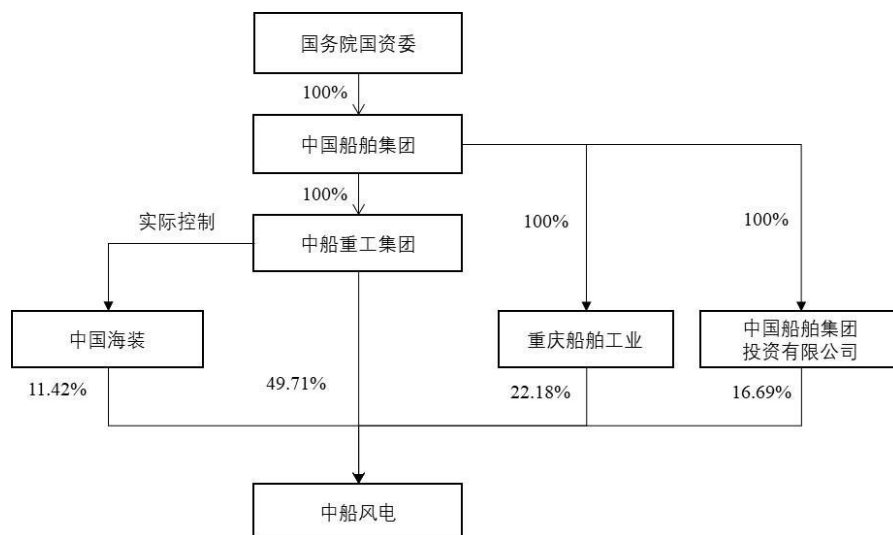 国务院国资委
100%
中国船舶集团
100%
实际控制
中船重工集团
100%
100%
中国海装
重庆船舶工业
中国船舶集团
投资有限公司
11.42%
49.71%
22.18%
16.69%
中船风电